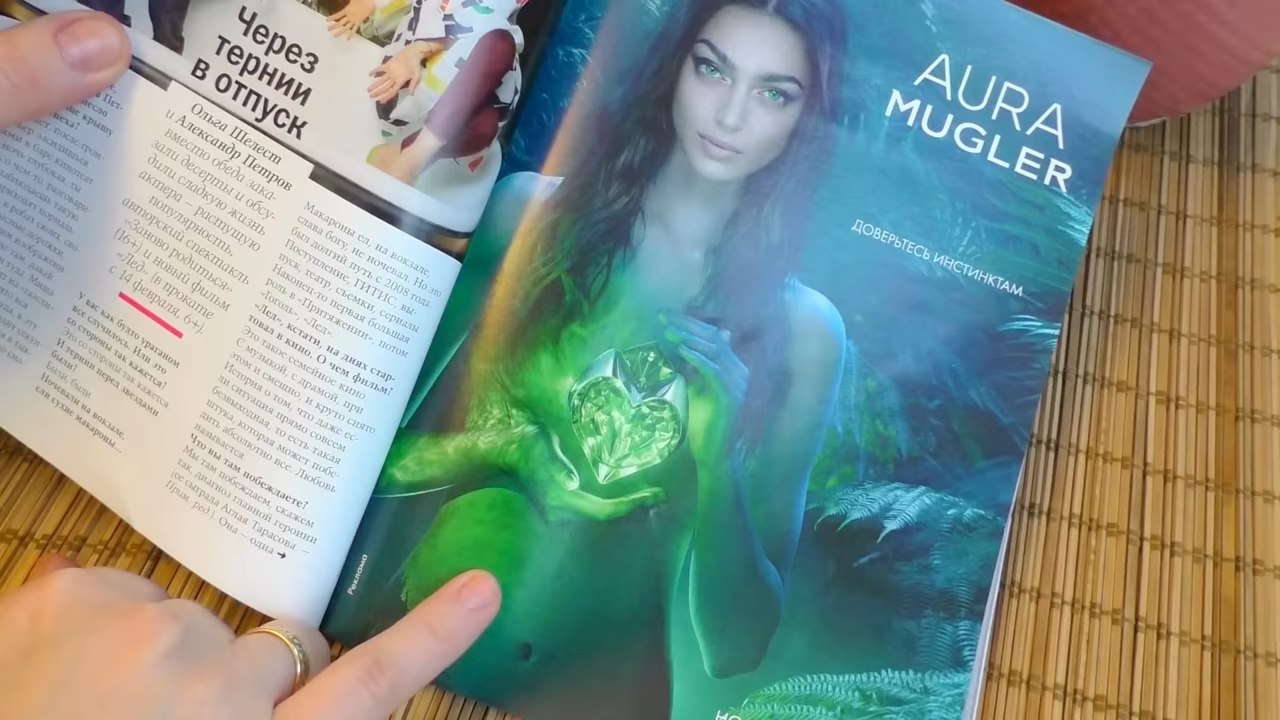 Через
тернии
в отпуск
Ольга Шелест
и Александр Петров
вместо обеда зака-
зали десерты и обсу-
дили сладкую жизнь
актера – растущую
популярность,
авторский спектакль
«Заново родиться»
(16+) и новый фильм
«Лед» (в прокате
с 14 февраля, 6+).
У вас как будто ураганом
все случилось. Или это
со стороны так кажется?
Это со стороны так кажется
И тернии перед звездами
были?
Были, были.
Ночевали на вокзале,
ели сухие макароны...
Макароны ел, на вокзале,
слава богу, не ночевал. Но это
был долгий путь с 2008 года.
Поступление, ГИТИС, вы-
пуск, театр, съемки, сериалы
Наконец-то первая большая
роль в «Притяжении», потом
«Гоголь», «Лед».
«Лед», кстати, на днях стар-
товал в кино. О чем фильм?
Это такое семейное кино.
С музыкой, с драмой, при
этом и смешно, и круто снято
История о том, что даже ес-
ли ситуация прямо совсем
безвыходная, то есть такая
штука, которая может побе-
дить абсолютно все. Любовь
называется.
Что вы там побеждаете?
Мы там побеждаем, скажем
так, диагноз главной героини
(ее сыграла Аглая Тарасова. –
Прим. ред.). Она – одна ➔
Реклама
AURA
MUGLER
ДОВЕРЬТЕСЬ ИНСТИНКТАМ